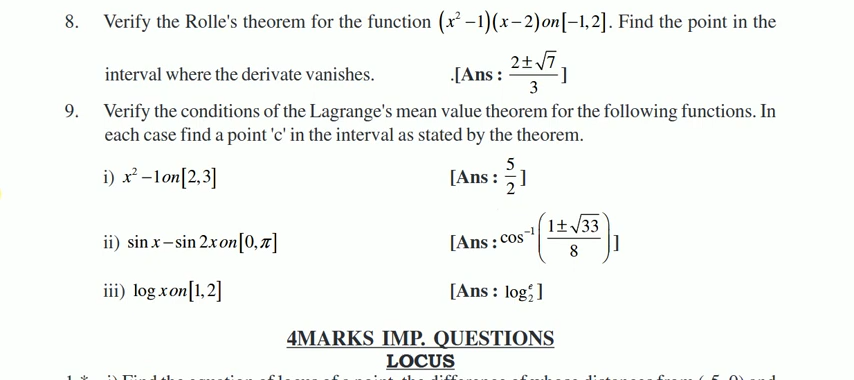 8. Verify the Rolle's theorem for the function (x² −1)(x−2) on [−1,2]. Find the point in the
interval where the derivate vanishes. .[Ans : (2±√7)/3 ]
9. Verify the conditions of the Lagrange's mean value theorem for the following functions. In
each case find a point 'c' in the interval as stated by the theorem.
i) x² −1on[2,3] [Ans : 5/2 ]
ii) sin x−sin 2x on[0,π] [Ans : cos⁻¹((1±√33)/8) ]
iii) log x on[1,2] [Ans : log₂ᵉ ]
4MARKS IMP. QUESTIONS
LOCUS